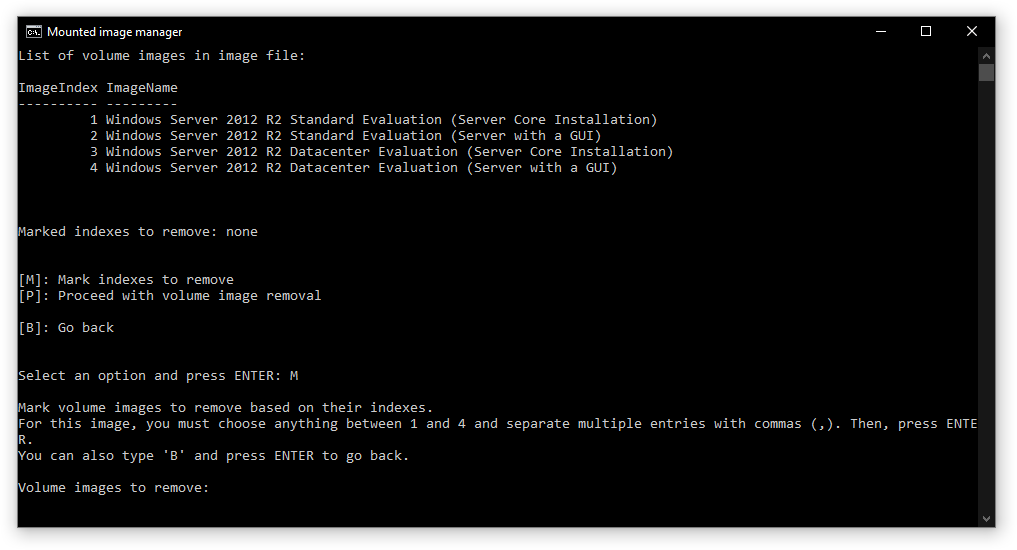 Mounted image manager
List of volume images in image file:
ImageIndex ImageName
---------- ---------
1 Windows Server 2012 R2 Standard Evaluation (Server Core Installation)
2 Windows Server 2012 R2 Standard Evaluation (Server with a GUI)
3 Windows Server 2012 R2 Datacenter Evaluation (Server Core Installation)
4 Windows Server 2012 R2 Datacenter Evaluation (Server with a GUI)
Marked indexes to remove: none
[M]: Mark indexes to remove
[P]: Proceed with volume image removal
[B]: Go back
Select an option and press ENTER: M
Mark volume images to remove based on their indexes.
For this image, you must choose anything between 1 and 4 and separate multiple entries with commas (,). Then, press ENTE
R.
You can also type 'B' and press ENTER to go back.
Volume images to remove: